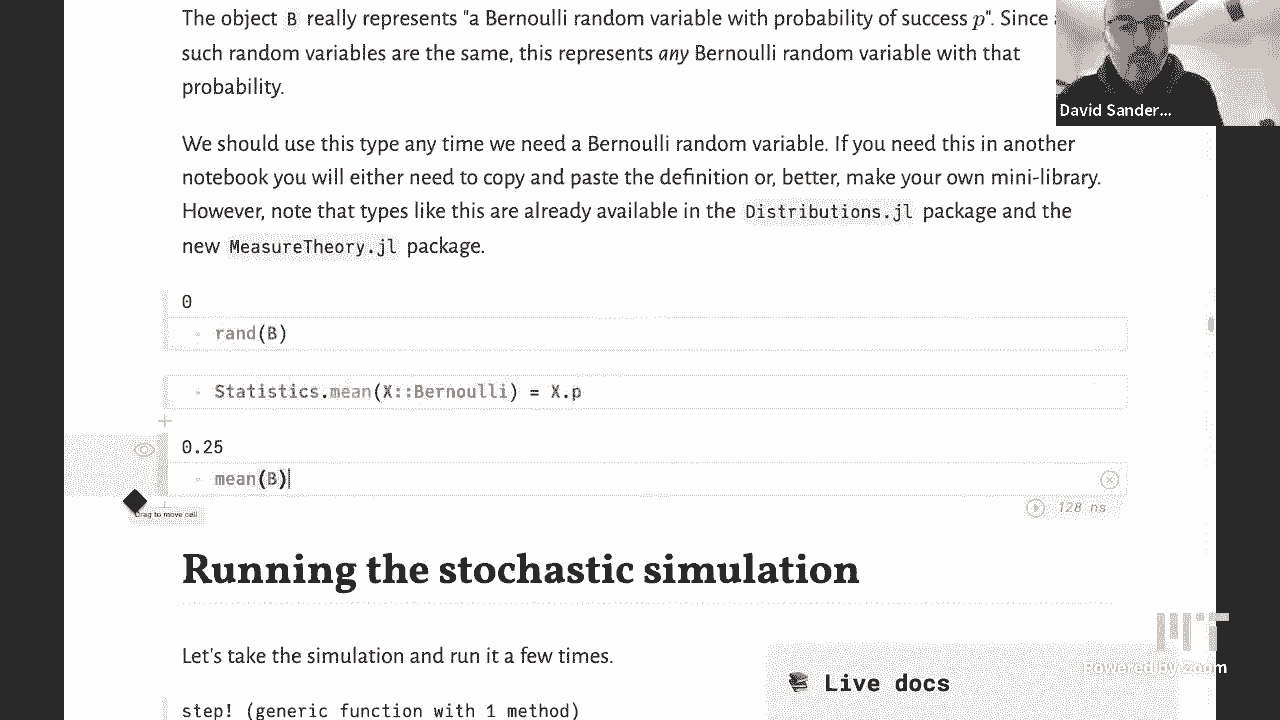 The object B really represents "a Bernoulli random variable with probability of success p". Since
such random variables are the same, this represents any Bernoulli random variable with that
probability.
David Sander...
We should use this type any time we need a Bernoulli random variable. If you need this in another
notebook you will either need to copy and paste the definition or, better, make your own mini-library.
However, note that types like this are already available in the Distributions.jl package and the
new MeasureTheory.jl package.
0
rand(B)
Statistics.mean(X::Bernoulli) = X.p
0.25
mean(B)
Drag to move cell
128 ns
Running the stochastic simulation
MIT
Powered by Zoom
Let's take the simulation and run it a few times.
Live docs
step! (generic function with 1 method)